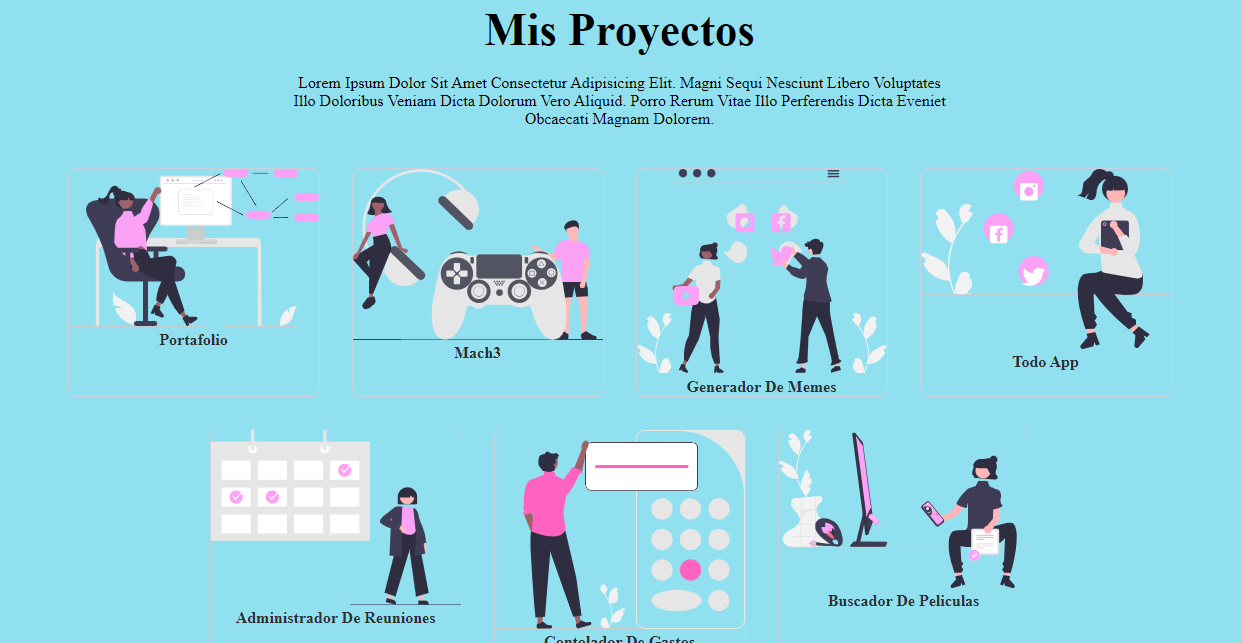 Mis Proyectos
Lorem Ipsum Dolor Sit Amet Consectetur Adipisicing Elit. Magni Sequi Nesciunt Libero Voluptates
Illo Doloribus Veniam Dicta Dolorum Vero Aliquid. Porro Rerum Vitae Illo Perferendis Dicta Eveniet
Obcaecati Magnam Dolorem.
Portafolio
Mach3
Generador De Memes
Todo App
Administrador De Reuniones
Contolador De Gastos
Buscador De Peliculas